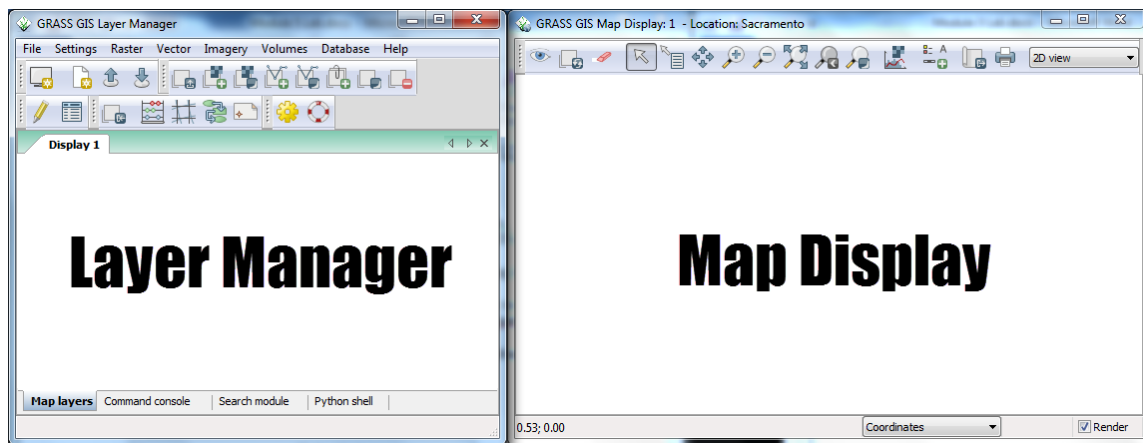 GRASS GIS Layer Manager
File Settings Raster Vector Imagery Volumes Database Help
Display 1
Layer Manager
Map layers Command console Search module Python shell
GRASS GIS Map Display: 1 - Location: Sacramento
2D view
Map Display
0.53; 0.00 Coordinates Render